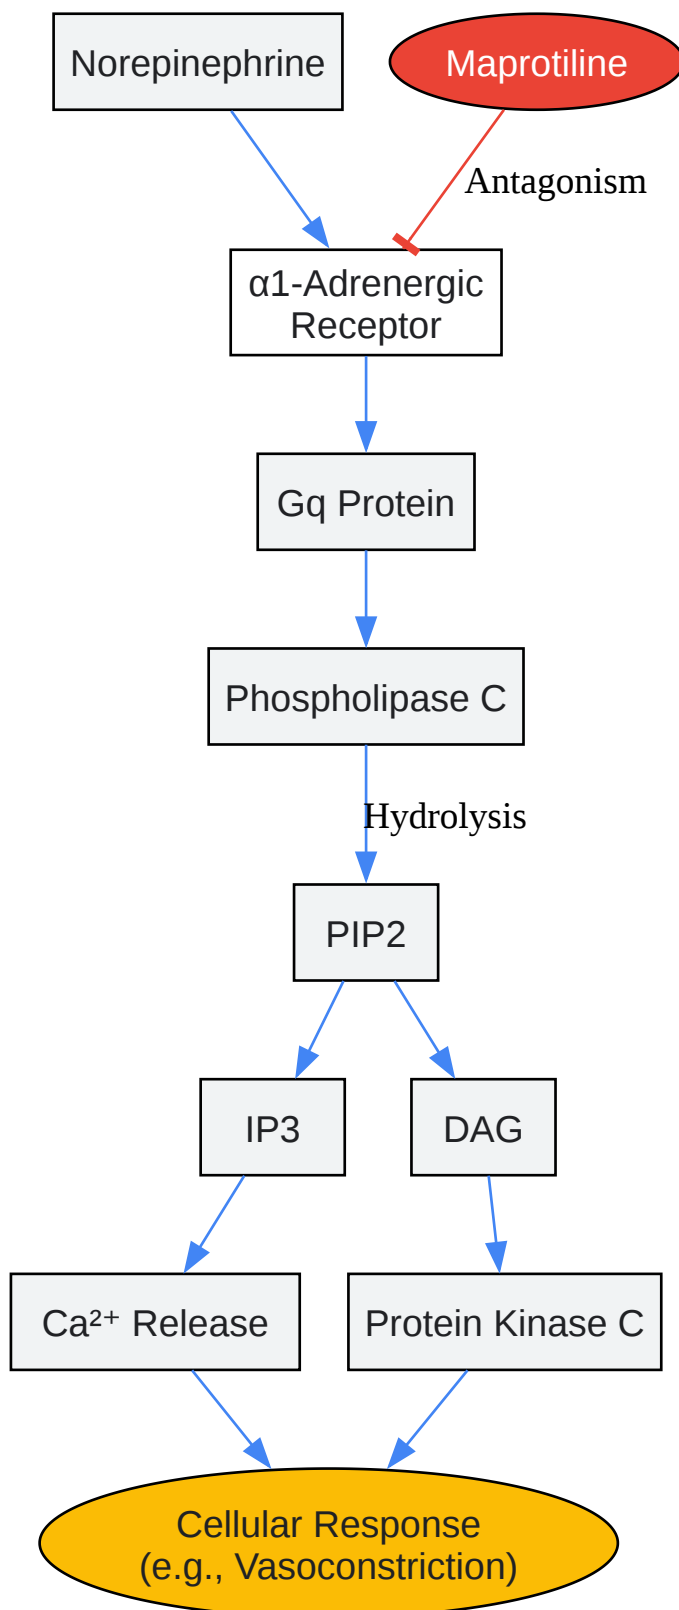 Norepinephrine
Maprotiline
Antagonism
α1-Adrenergic
Receptor
Gq Protein
Phospholipase C
Hydrolysis
PIP2
IP3
DAG
Ca²⁺ Release
Protein Kinase C
Cellular Response
(e.g., Vasoconstriction)